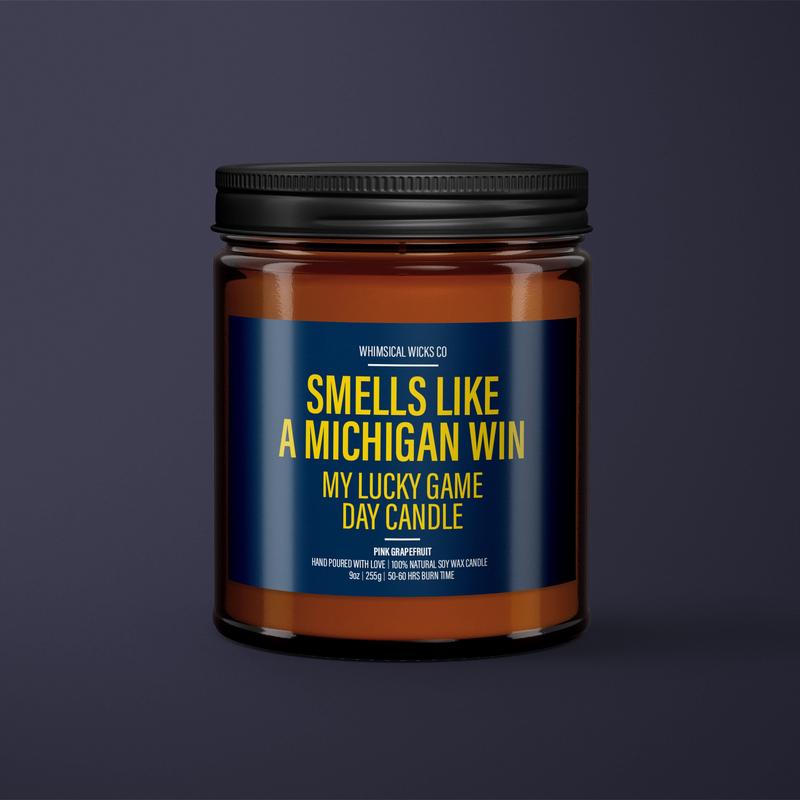 WHIMSICAL WICKS CO
SMELLS LIKE
A MICHIGAN WIN
MY LUCKY GAME
DAY CANDLE
PINK GRAPEFRUIT
HAND POURED WITH LOVE | 100% NATURAL SOY WAX CANDLE
9oz | 255g | 50-60 HRS BURN TIME